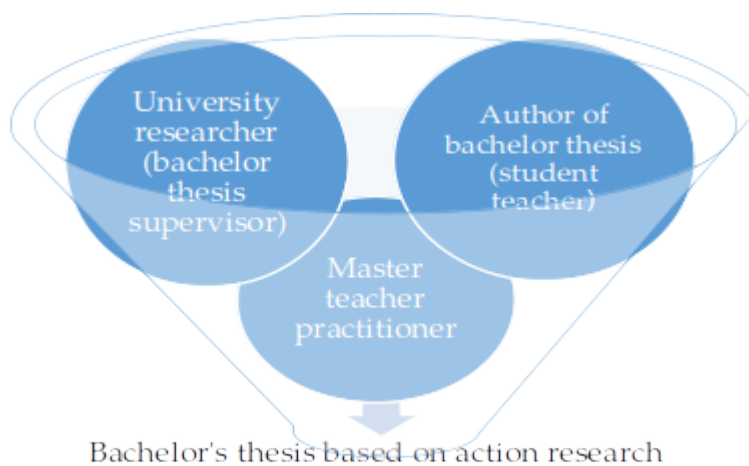 University
researcher
(bachelor
thesis
supervisor)
Author of
bachelor thesis
(student
teacher)
Master
teacher
practitioner
Bachelor's thesis based on action research